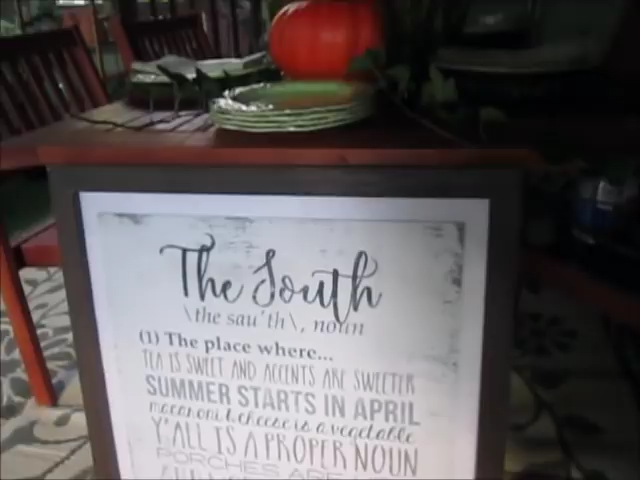 The South
\the sau'th\, noun
(1) The place where...
TEA IS SWEET AND ACCENTS ARE SWEETER
SUMMER STARTS IN APRIL
macaroni & cheese is a vegetable
Y'ALL IS A PROPER NOUN
PORCHES ARE